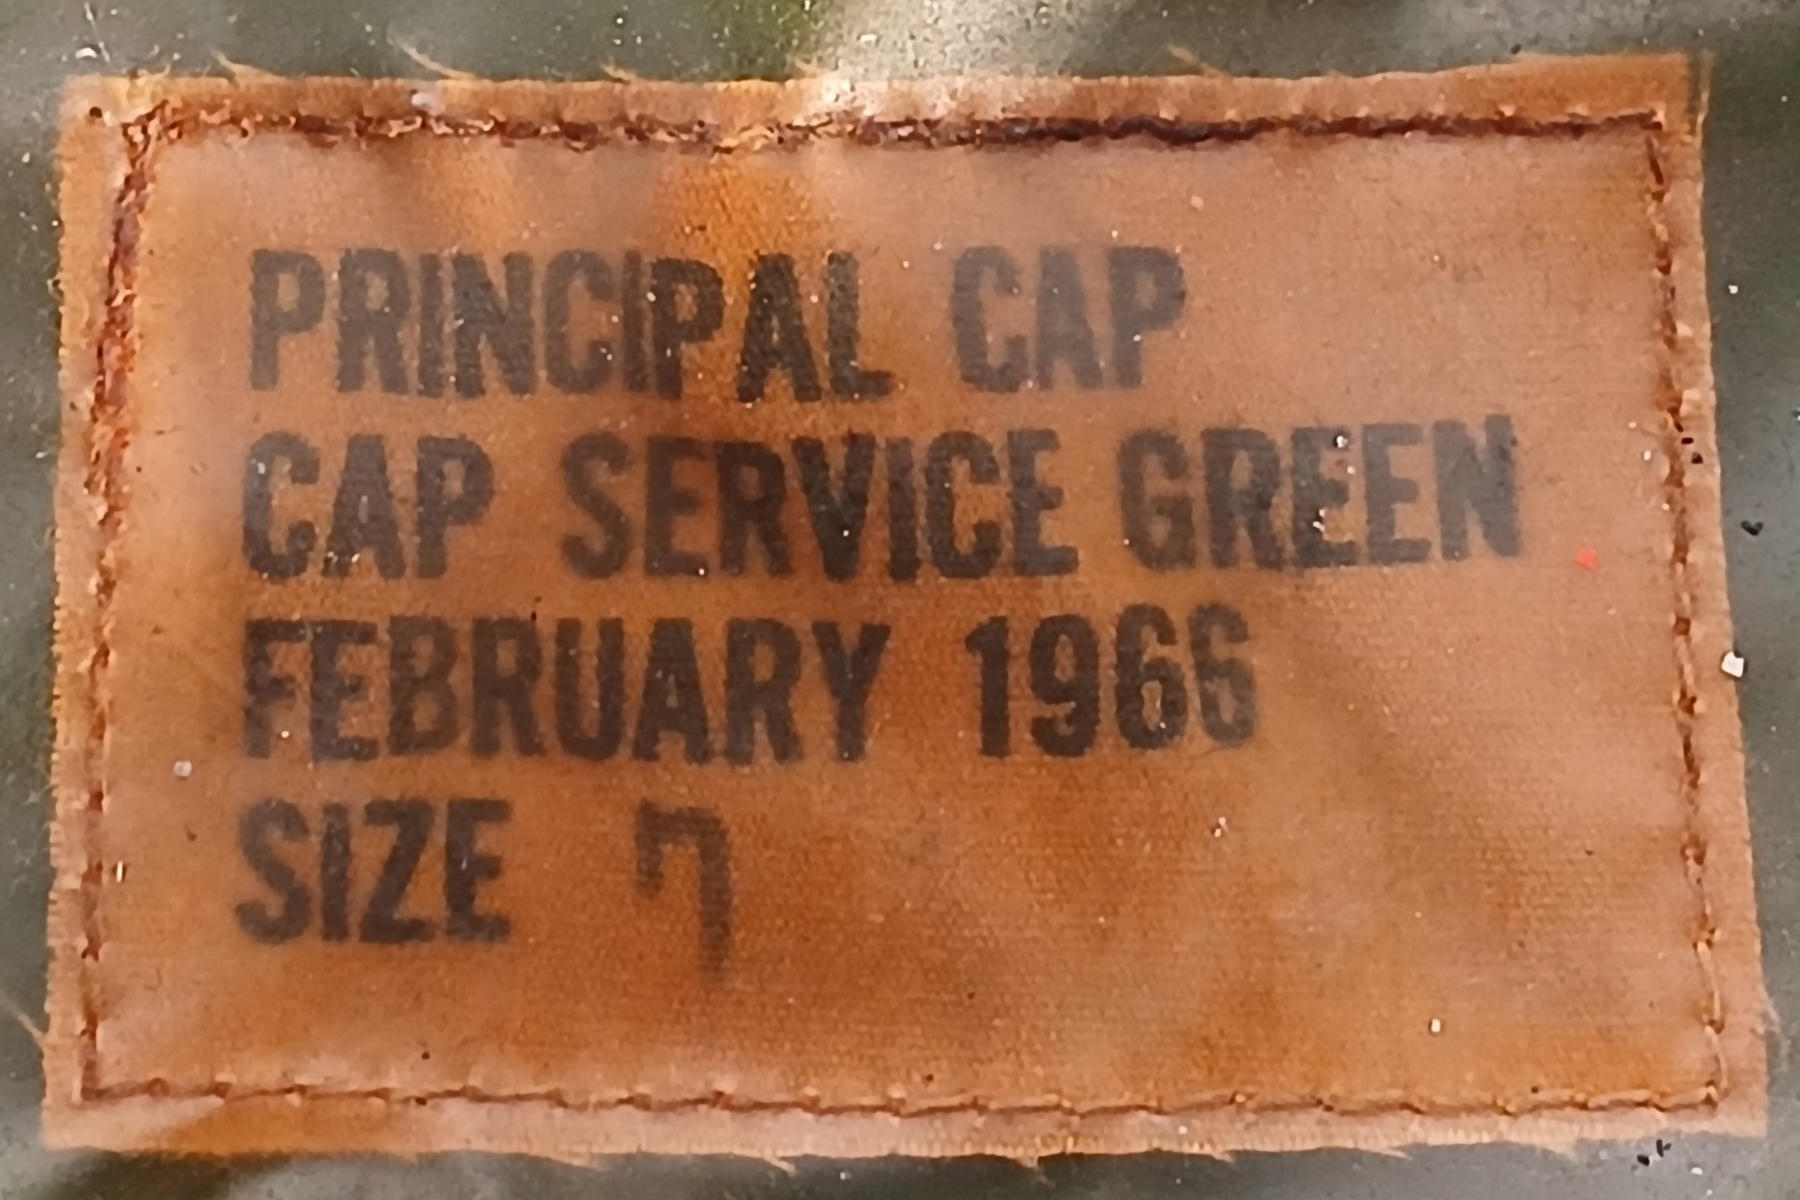 PRINCIPAL CAP
CAP SERVICE GREEN
FEBRUARY 1966
SIZE 7